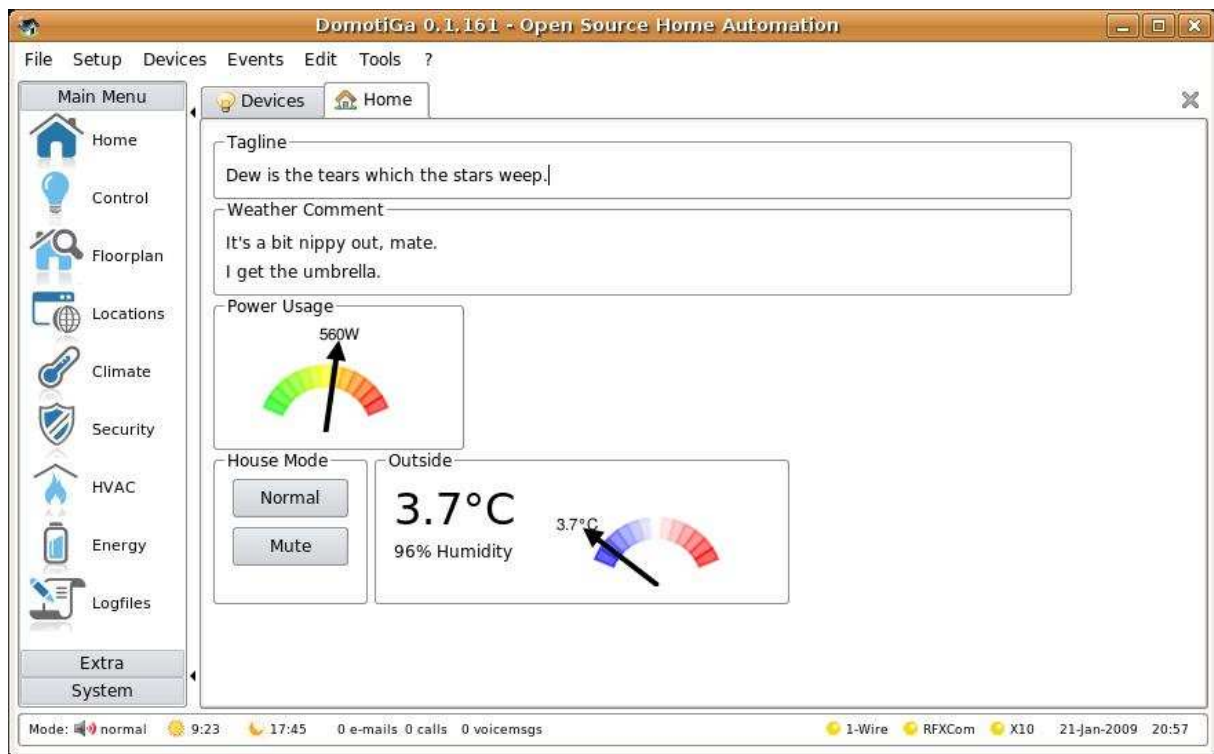 DomotiGa 0.1.161 - Open Source Home Automation
File Setup Devices Events Edit Tools ?
Main Menu
Home
Control
Floorplan
Locations
Climate
Security
HVAC
Energy
Logfiles
Extra
System
Devices Home
Tagline
Dew is the tears which the stars weep.
Weather Comment
It's a bit nippy out, mate.
I get the umbrella.
Power Usage
560W
House Mode
Normal
Mute
Outside
3.7°C
96% Humidity
3.7°C
Mode: normal 9:23 17:45 0 e-mails 0 calls 0 voicemsgs 1-Wire RFXCom X10 21-Jan-2009 20:57